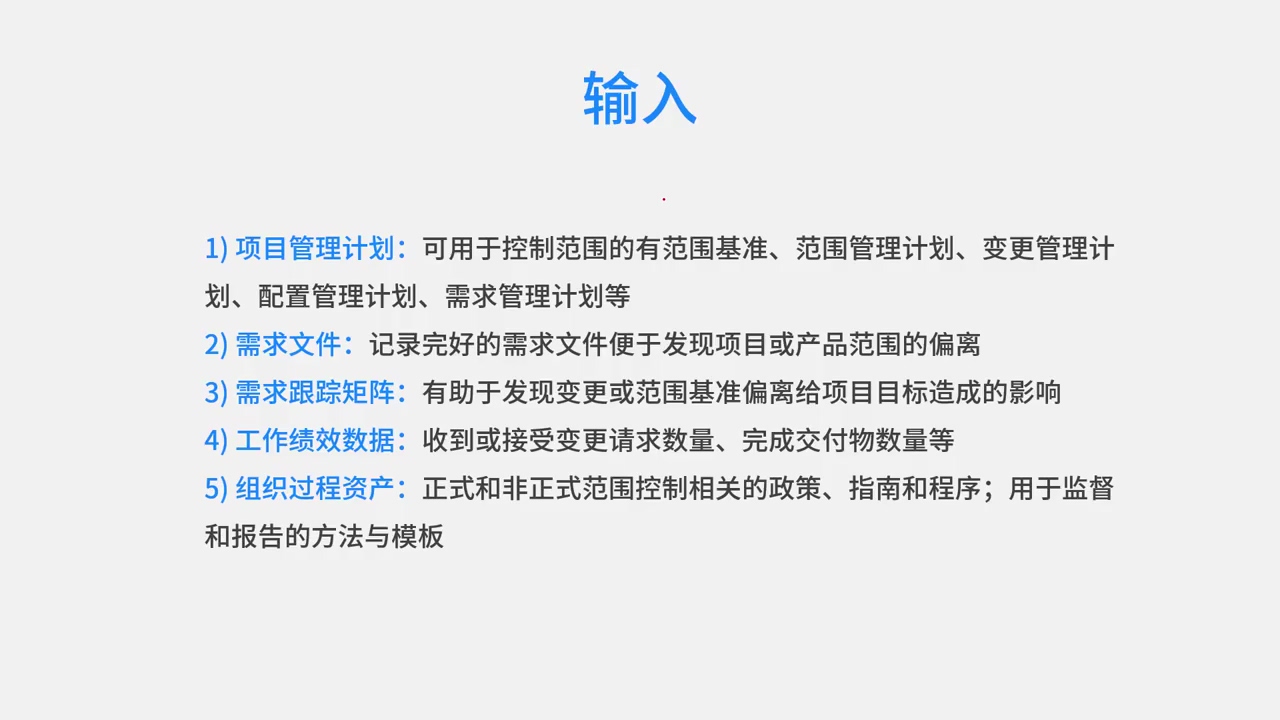 输入
1) 项目管理计划：可用于控制范围的有范围基准、范围管理计划、变更管理计
划、配置管理计划、需求管理计划等
2) 需求文件：记录完好的需求文件便于发现项目或产品范围的偏离
3) 需求跟踪矩阵：有助于发现变更或范围基准偏离给项目目标造成的影响
4) 工作绩效数据：收到或接受变更请求数量、完成交付物数量等
5) 组织过程资产：正式和非正式范围控制相关的政策、指南和程序；用于监督
和报告的方法与模板